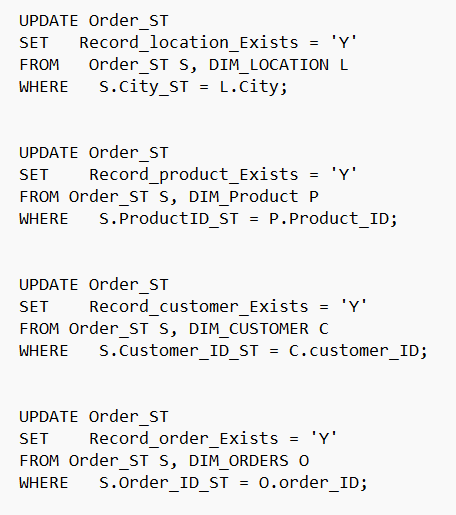 UPDATE Order_ST
SET   Record_location_Exists = 'Y'
FROM   Order_ST S, DIM_LOCATION L
WHERE   S.City_ST = L.City;
UPDATE Order_ST
SET    Record_product_Exists = 'Y'
FROM Order_ST S, DIM_Product P
WHERE   S.ProductID_ST = P.Product_ID;
UPDATE Order_ST
SET    Record_customer_Exists = 'Y'
FROM Order_ST S, DIM_CUSTOMER C
WHERE   S.Customer_ID_ST = C.customer_ID;
UPDATE Order_ST
SET    Record_order_Exists = 'Y'
FROM Order_ST S, DIM_ORDERS O
WHERE   S.Order_ID_ST = O.order_ID;